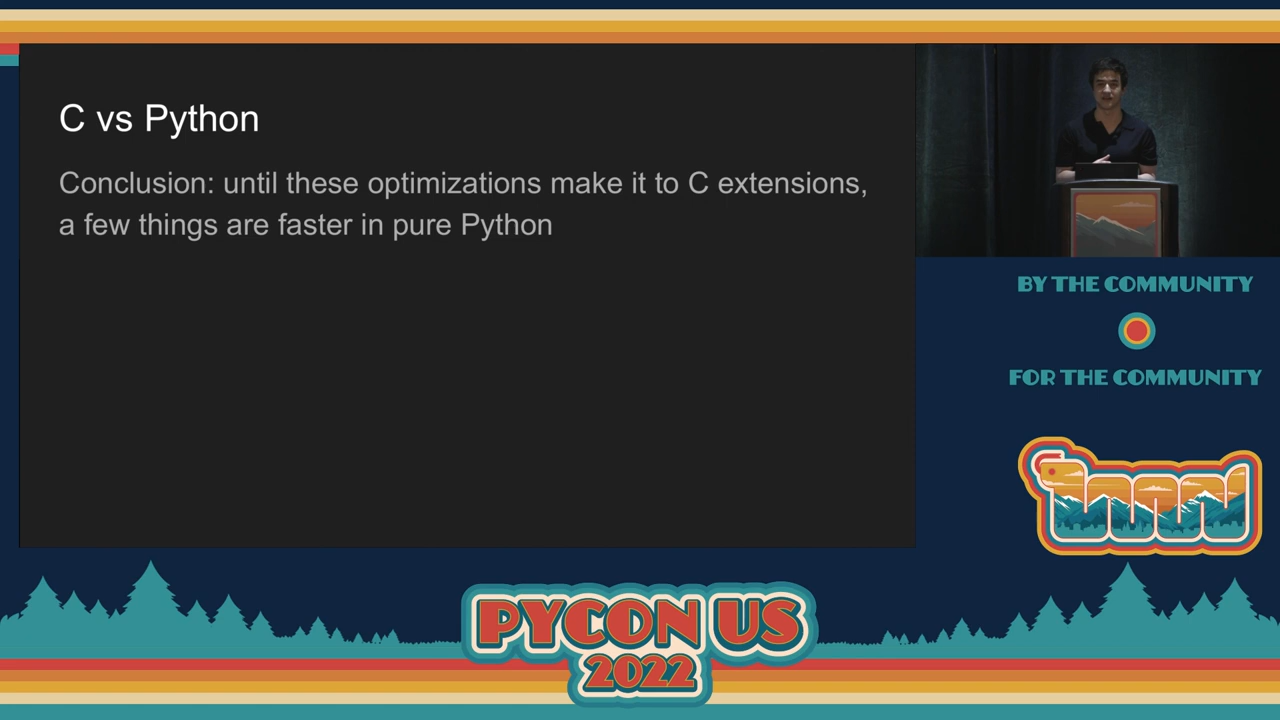 C vs Python
Conclusion: until these optimizations make it to C extensions,
a few things are faster in pure Python
BY THE COMMUNITY
FOR THE COMMUNITY
PYCON US
2022